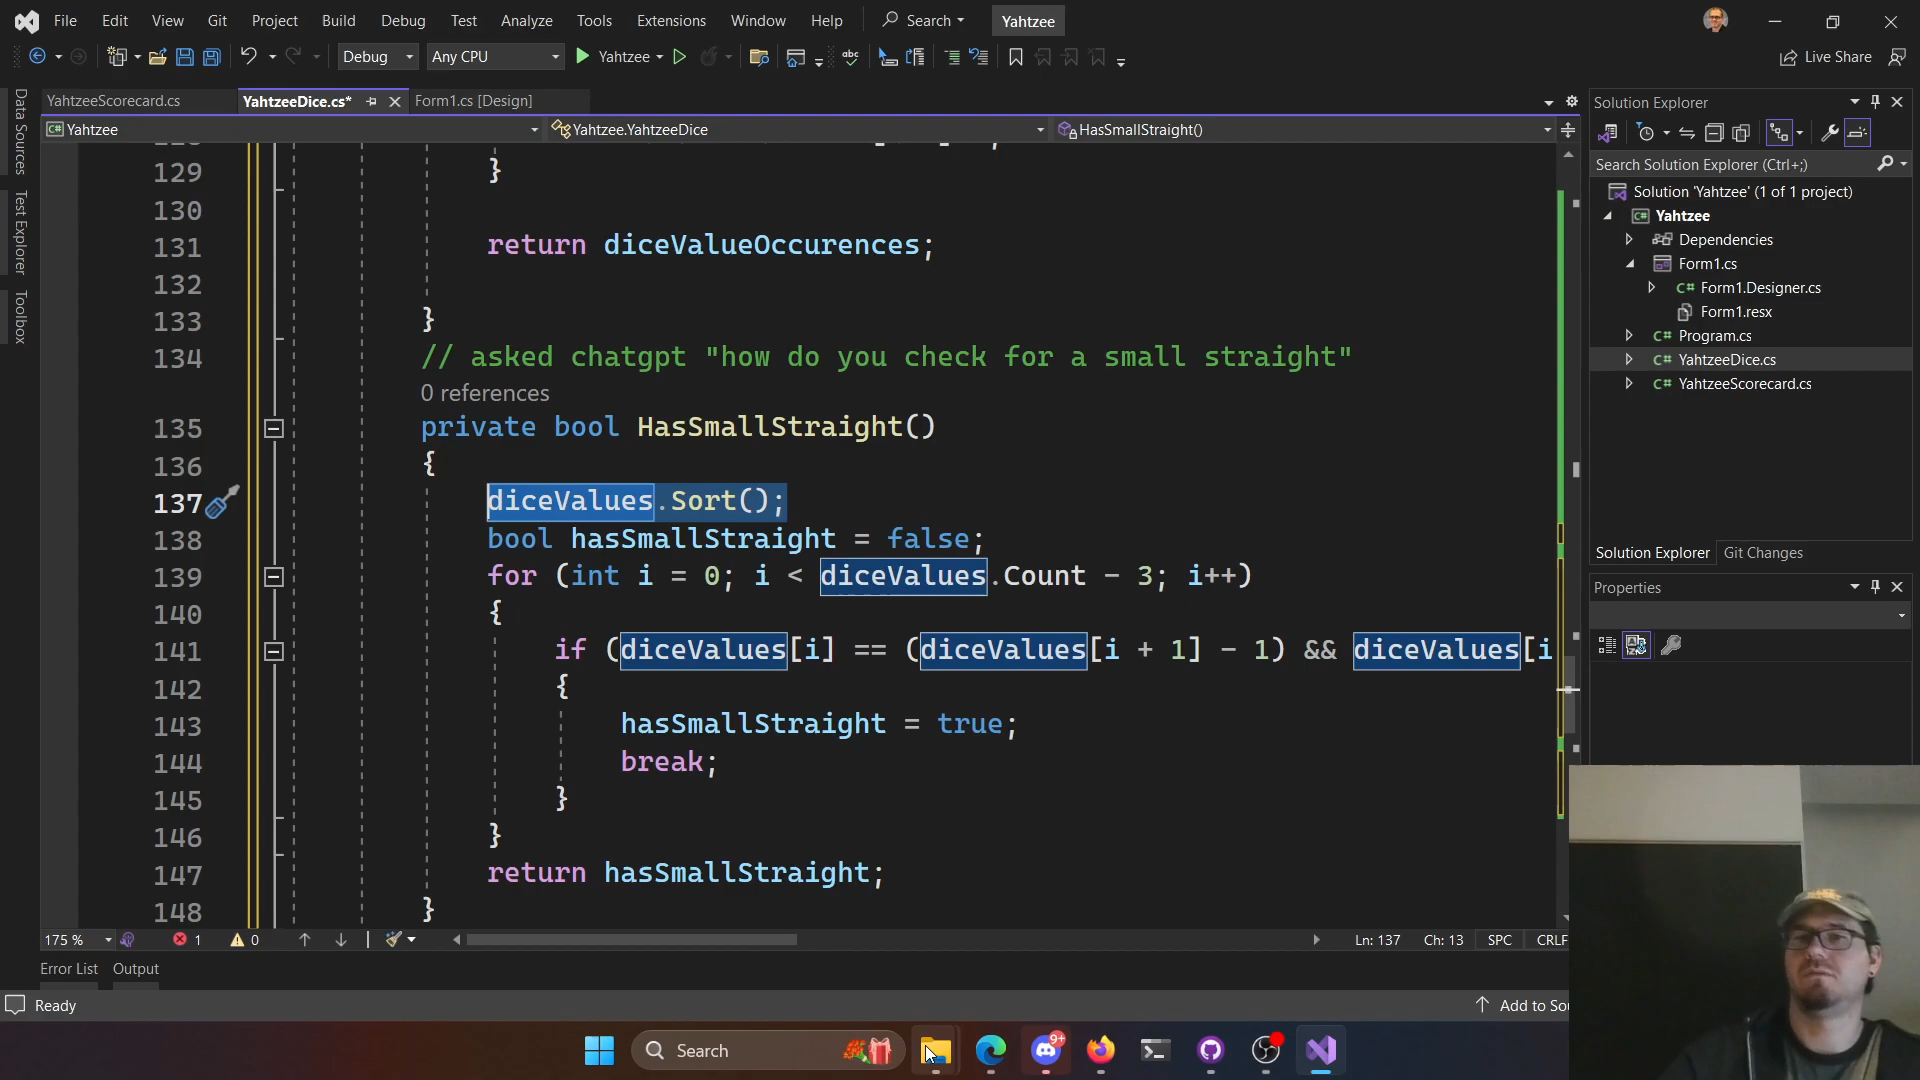 File Edit View Git Project Build Debug Test Analyze Tools Extensions Window Help Search Yahtzee
Debug Any CPU Yahtzee Live Share
YahtzeeScorecard.cs YahtzeeDice.cs* Form1.cs [Design]
Yahtzee Yahtzee.YahtzeeDice HasSmallStraight()
Data Sources
Test Explorer
Toolbox
129 }
130
131 return diceValueOccurences;
132
133 }
134 // asked chatgpt "how do you check for a small straight"
0 references
135 private bool HasSmallStraight()
136 {
137 diceValues.Sort();
138 bool hasSmallStraight = false;
139 for (int i = 0; i < diceValues.Count - 3; i++)
140 {
141 if (diceValues[i] == (diceValues[i + 1] - 1) && diceValues[i
142 {
143 hasSmallStraight = true;
144 break;
145 }
146 }
147 return hasSmallStraight;
148 }
175 % 1 0 Ln: 137 Ch: 13 SPC CRLF
Error List Output
Ready Add to Sou
Solution Explorer
Search Solution Explorer (Ctrl+;)
Solution 'Yahtzee' (1 of 1 project)
C# Yahtzee
Dependencies
Form1.cs
C# Form1.Designer.cs
Form1.resx
C# Program.cs
C# YahtzeeDice.cs
C# YahtzeeScorecard.cs
Solution Explorer Git Changes
Properties
Search
9+